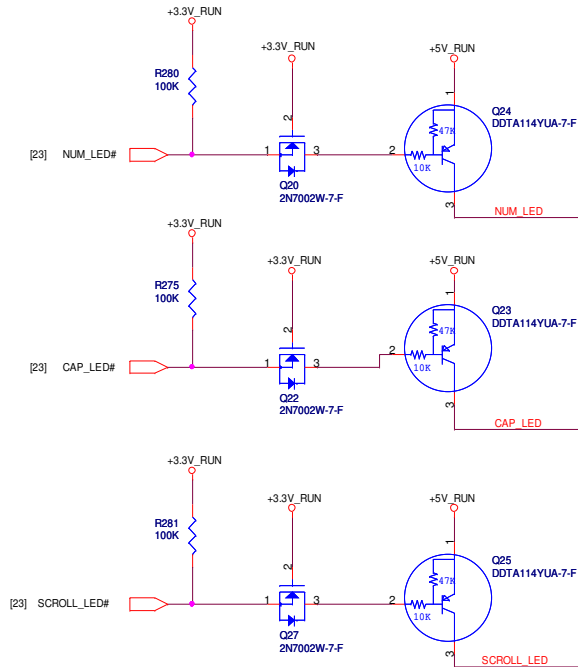 +3.3V_RUN
+3.3V_RUN
+5V_RUN
R280
100K
1
Q24
DDTA114YUA-7-F
2
47K
[23] NUM_LED#
1
3
2
10K
Q20
2N7002W-7-F
3
NUM_LED
+3.3V_RUN
+3.3V_RUN
+5V_RUN
R275
100K
1
Q23
DDTA114YUA-7-F
2
47K
[23] CAP_LED#
1
3
2
10K
Q22
2N7002W-7-F
3
CAP_LED
+3.3V_RUN
+3.3V_RUN
+5V_RUN
R281
100K
1
Q25
DDTA114YUA-7-F
2
47K
[23] SCROLL_LED#
1
3
2
10K
Q27
2N7002W-7-F
3
SCROLL_LED